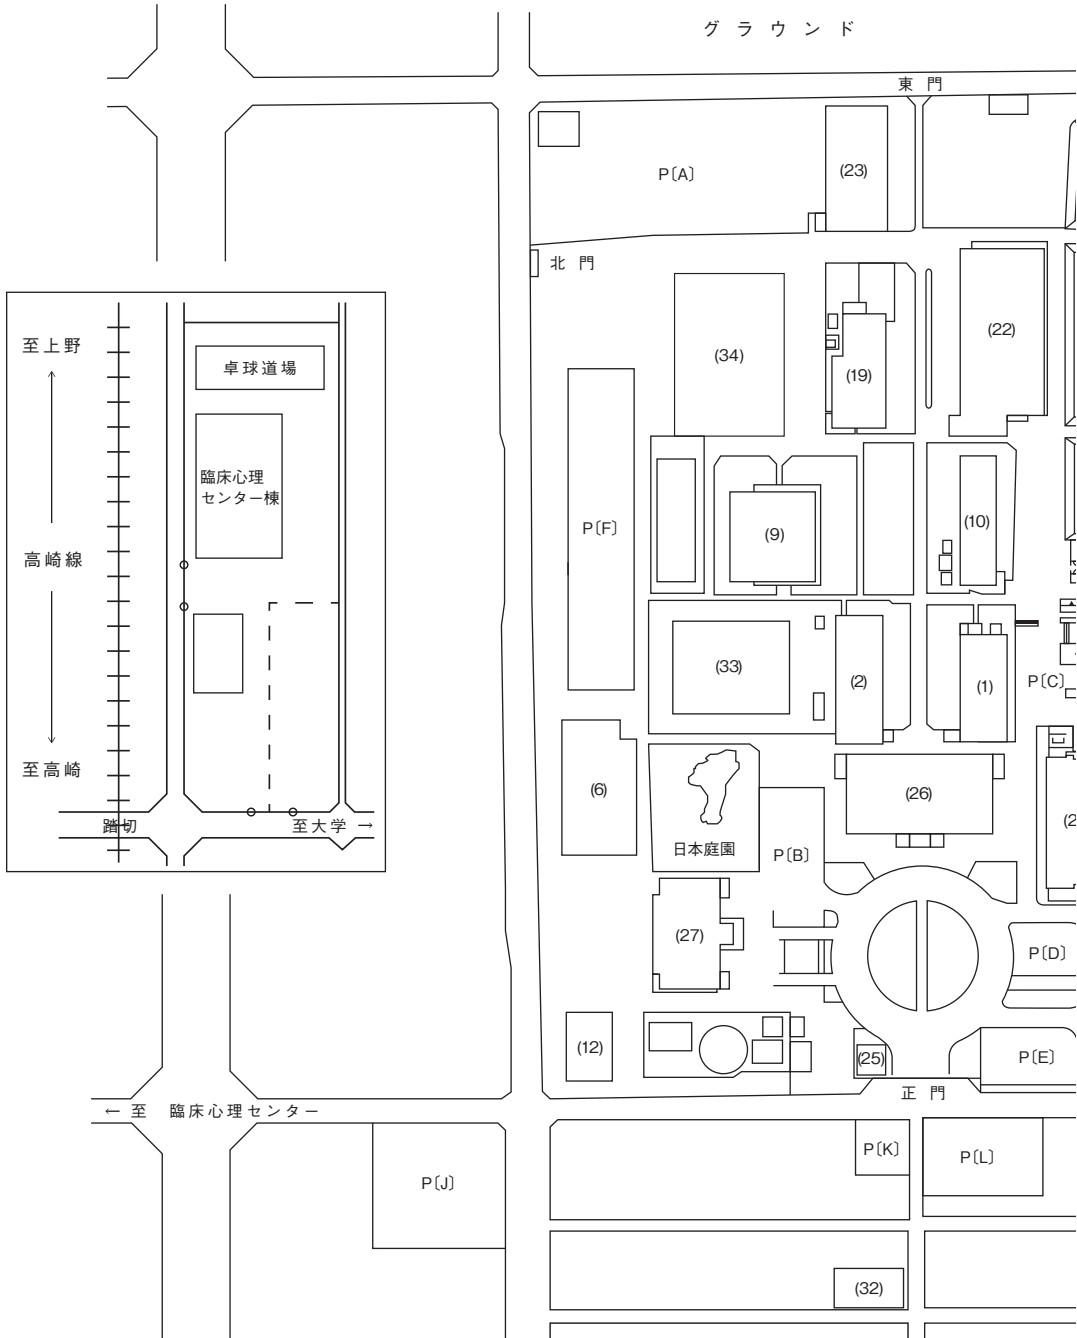 グラウンド
東門
P〔A〕
(23)
北門
(34)
(19)
(22)
至上野
卓球道場
臨床心理
センター棟
高崎線
至高崎
踏切
至大学 →
P〔F〕
(9)
(10)
(33)
(2)
(1)
P〔C〕
(6)
日本庭園
P〔B〕
(26)
(27)
P〔D〕
(12)
(25)
P〔E〕
正門
← 至 臨床心理センター
P〔J〕
P〔K〕
P〔L〕
(32)